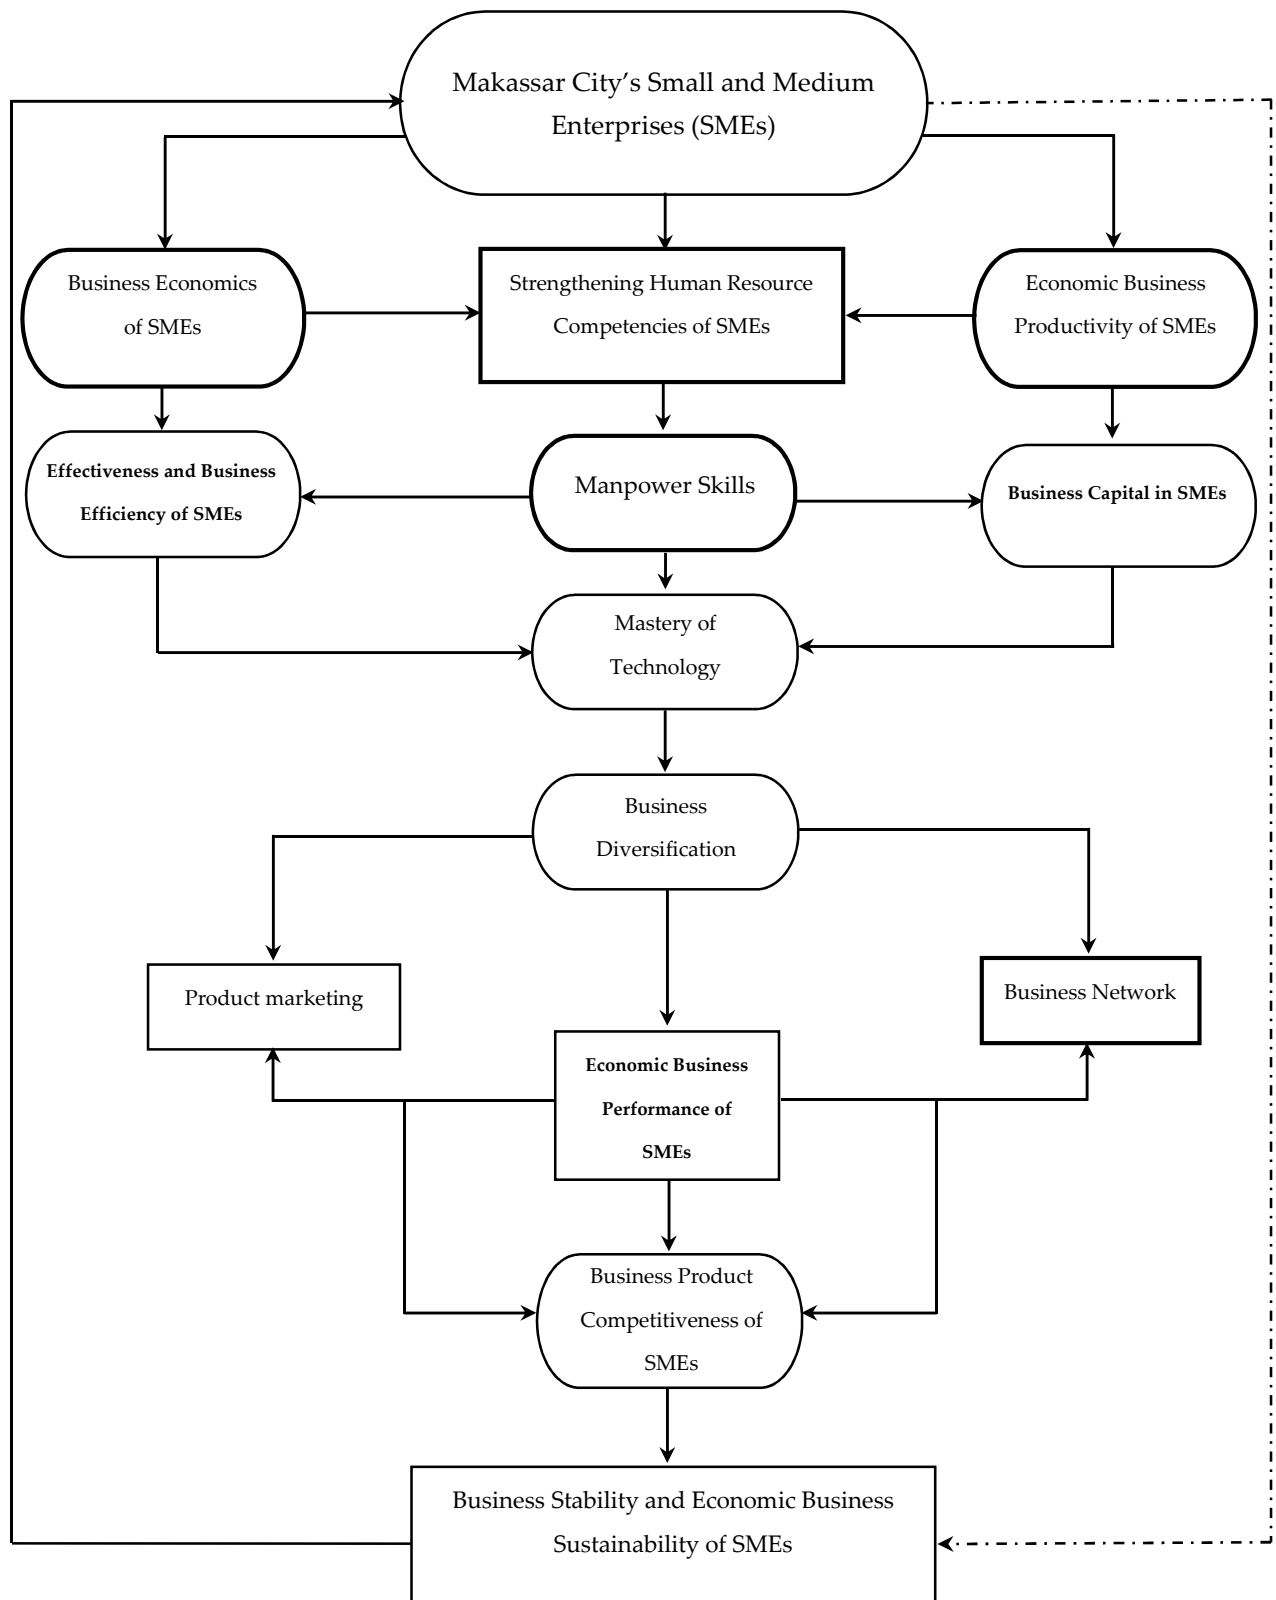 Makassar City’s Small and Medium
Enterprises (SMEs)
Business Economics
of SMEs
Strengthening Human Resource
Competencies of SMEs
Economic Business
Productivity of SMEs
Effectiveness and Business
Efficiency of SMEs
Manpower Skills
Business Capital in SMEs
Mastery of
Technology
Business
Diversification
Product marketing
Business Network
Economic Business
Performance of
SMEs
Business Product
Competitiveness of
SMEs
Business Stability and Economic Business
Sustainability of SMEs